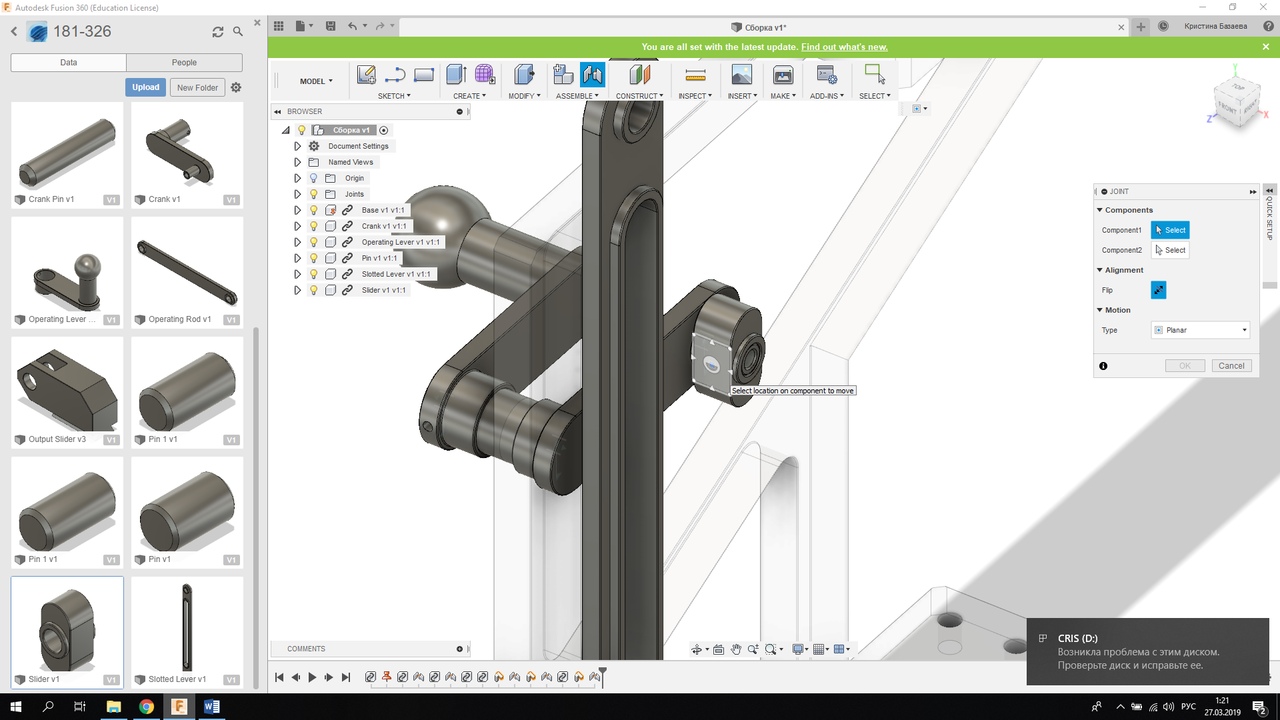 Autodesk Fusion 360 (Education License)
181-326
Data
People
Upload
New Folder
Crank Pin v1
V1
Crank v1
V1
Operating Lever ...
V1
Operating Rod v1
V1
Output Slider v3
V1
Pin 1 v1
V1
Pin 1 v1
V1
Pin v1
V1
Slider v1
V1
Slotted Lever v1
V1
Сборка v1*
Кристина Базаева
You are all set with the latest update. Find out what's new.
MODEL
SKETCH
CREATE
MODIFY
ASSEMBLE
CONSTRUCT
INSPECT
INSERT
MAKE
ADD-INS
SELECT
BROWSER
Сборка v1
Document Settings
Named Views
Origin
Joints
Base v1 v1:1
Crank v1 v1:1
Operating Lever v1 v1:1
Pin v1 v1:1
Slotted Lever v1 v1:1
Slider v1 v1:1
FRONT
Y
Z
X
Select location on component to move
JOINT
QUICK SETUP
Components
Component1
Select
Component2
Select
Alignment
Flip
Motion
Type
Planar
OK
Cancel
COMMENTS
CRIS (D:)
Возникла проблема с этим диском.
Проверьте диск и исправьте ее.
РУС
1:21
27.03.2019
2